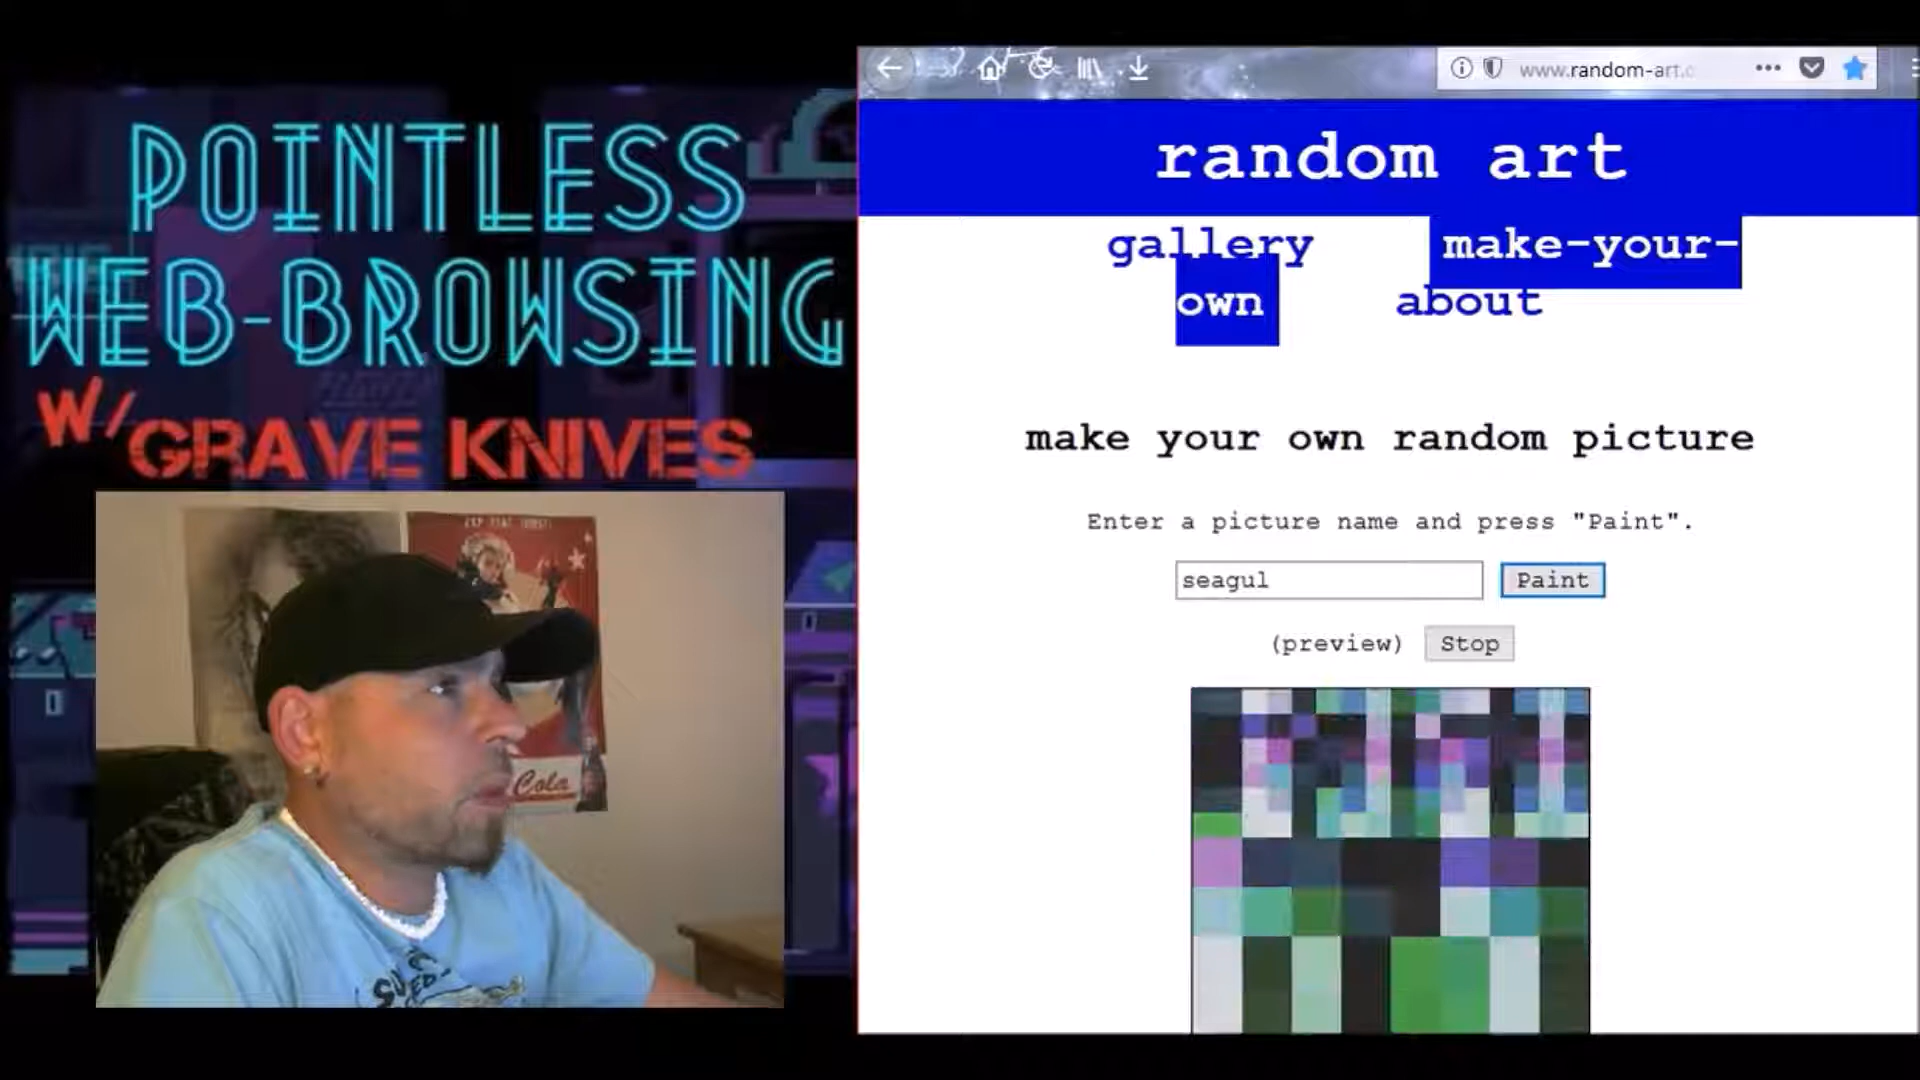 POINTLESS
WEB-BROWSING
W/GRAVE KNIVES
Cola
www.random-art.
random art
gallery make-your-
own about
make your own random picture
Enter a picture name and press "Paint".
seagul Paint
(preview) Stop